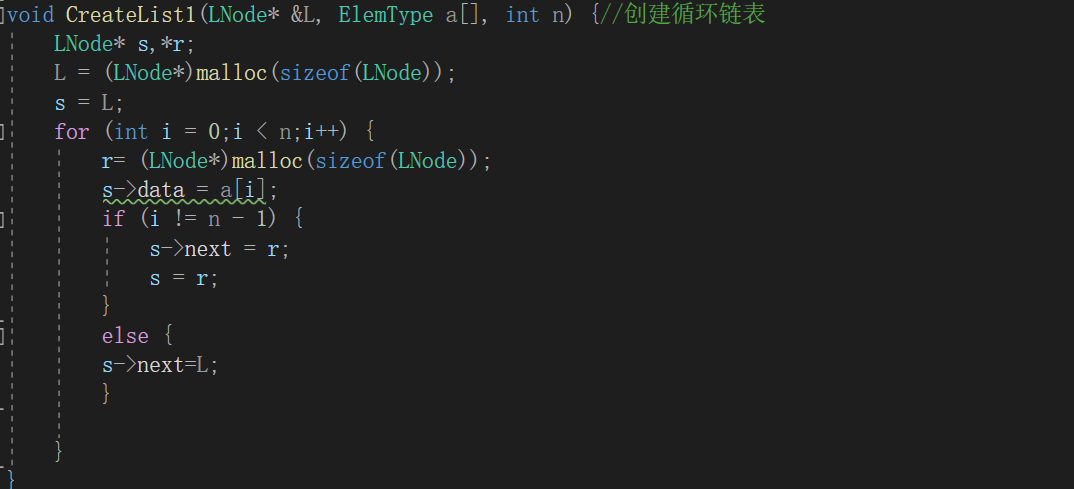 void CreateList1(LNode* &L, ElemType a[], int n) {//创建循环链表
LNode* s,*r;
L = (LNode*)malloc(sizeof(LNode));
s = L;
for (int i = 0;i < n;i++) {
r= (LNode*)malloc(sizeof(LNode));
s->data = a[i];
if (i != n - 1) {
s->next = r;
s = r;
}
else {
s->next=L;
}
}
}